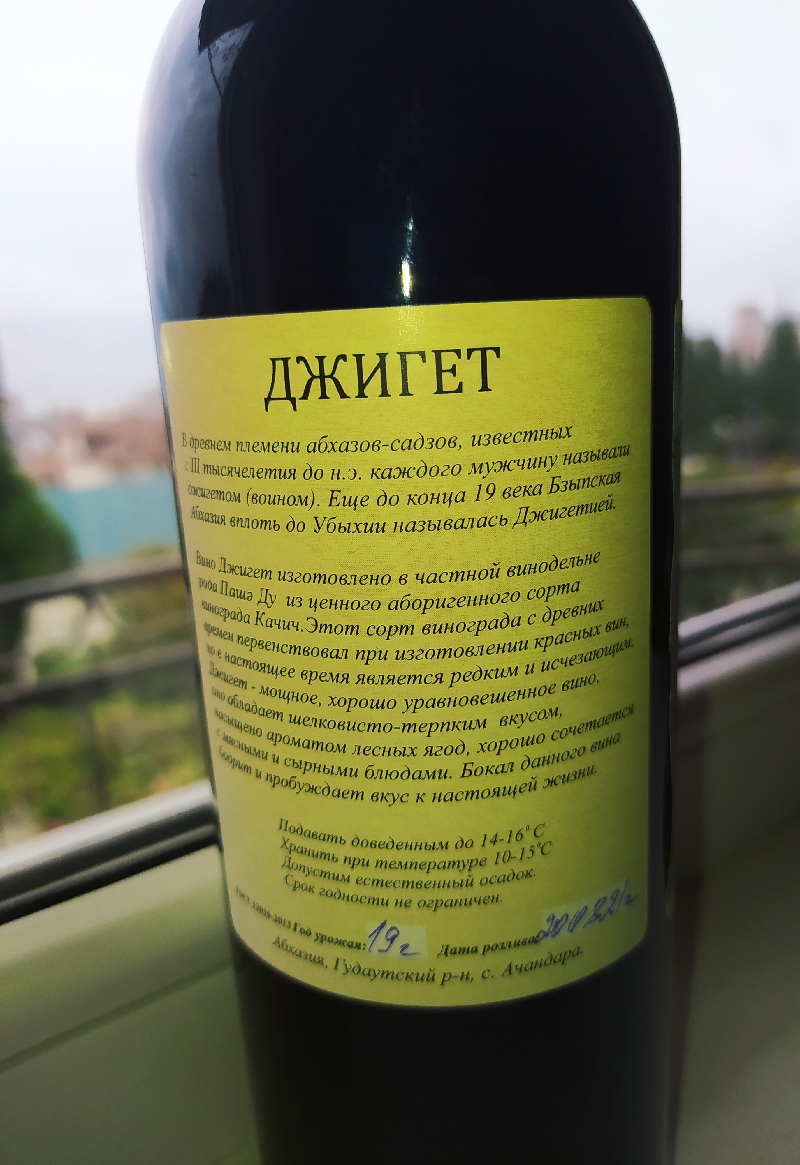 ДЖИГЕТ
В древнем племени абхазов-садзов, известных
с III тысячелетия до н.э. каждого мужчину называли
джигетом (воином). Еще до конца 19 века Бзыпская
Абхазия вплоть до Убыхии называлась Джигетией.
Вино Джигет изготовлено в частной винодельне
рода Пашә Ду из ценного аборигенного сорта
винограда Качич.Этот сорт винограда с древних
времен первенствовал при изготовлении красных вин,
но в настоящее время является редким и исчезающим.
Джигет - мощное, хорошо уравновешенное вино,
оно обладает шелковисто-терпким вкусом,
насыщено ароматом лесных ягод, хорошо сочетается
с мясными и сырными блюдами. Бокал данного вина
бодрит и пробуждает вкус к настоящей жизни.
Подавать доведенным до 14-16° С
Хранить при температуре 10-15°С
Допустим естественный осадок.
Срок годности не ограничен.
Год урожая: 19г Дата розлива
Абхазия, Гудаутский р-н, с. Ачандара.